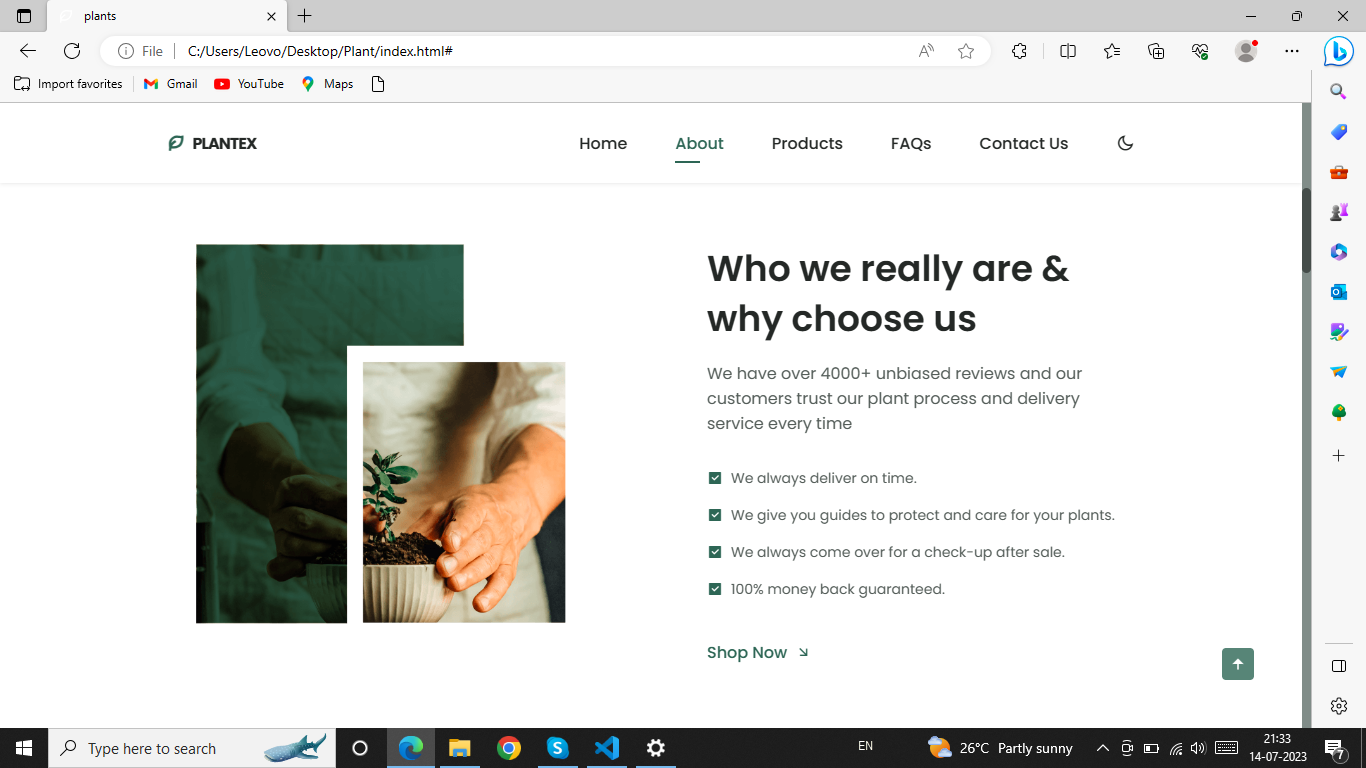 plants
File
C:/Users/Leovo/Desktop/Plant/index.html#
Import favorites
Gmail
YouTube
Maps
PLANTEX
Home
About
Products
FAQs
Contact Us
Who we really are &
why choose us
We have over 4000+ unbiased reviews and our
customers trust our plant process and delivery
service every time
We always deliver on time.
We give you guides to protect and care for your plants.
We always come over for a check-up after sale.
100% money back guaranteed.
Shop Now
Type here to search
26°C Partly sunny
EN
21:33
14-07-2023
7